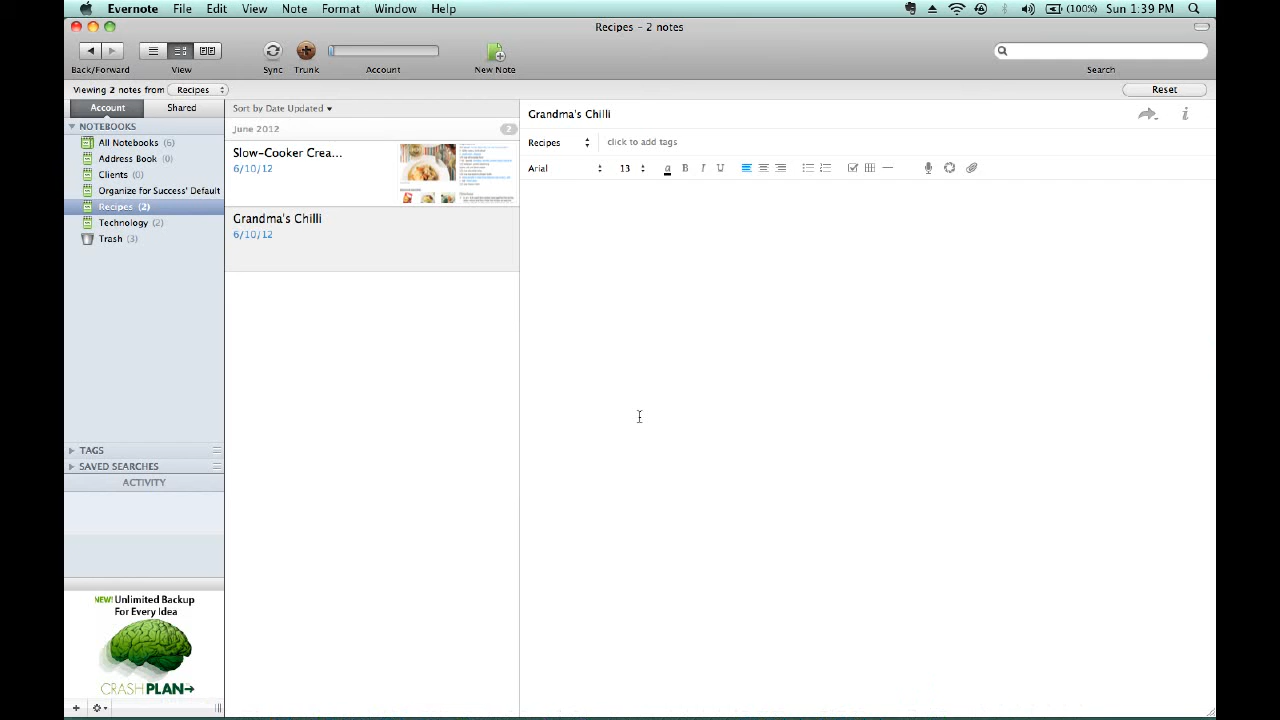 Evernote File Edit View Note Format Window Help (100%) Sun 1:39 PM
Recipes – 2 notes
Back/Forward View Sync Trunk Account New Note Search
Viewing 2 notes from Recipes Reset
Account Shared
NOTEBOOKS
All Notebooks (6)
Address Book (0)
Clients (0)
Organize for Success' Defau
Recipes (2)
Technology (2)
Trash (3)
TAGS
SAVED SEARCHES
ACTIVITY
NEW! Unlimited Backup
For Every Idea
CRASHPLAN
Sort by Date Updated
June 2012 2
Slow-Cooker Crea...
6/10/12
Grandma's Chilli
6/10/12
Grandma's Chilli
Recipes click to add tags
Arial 13 a B I U